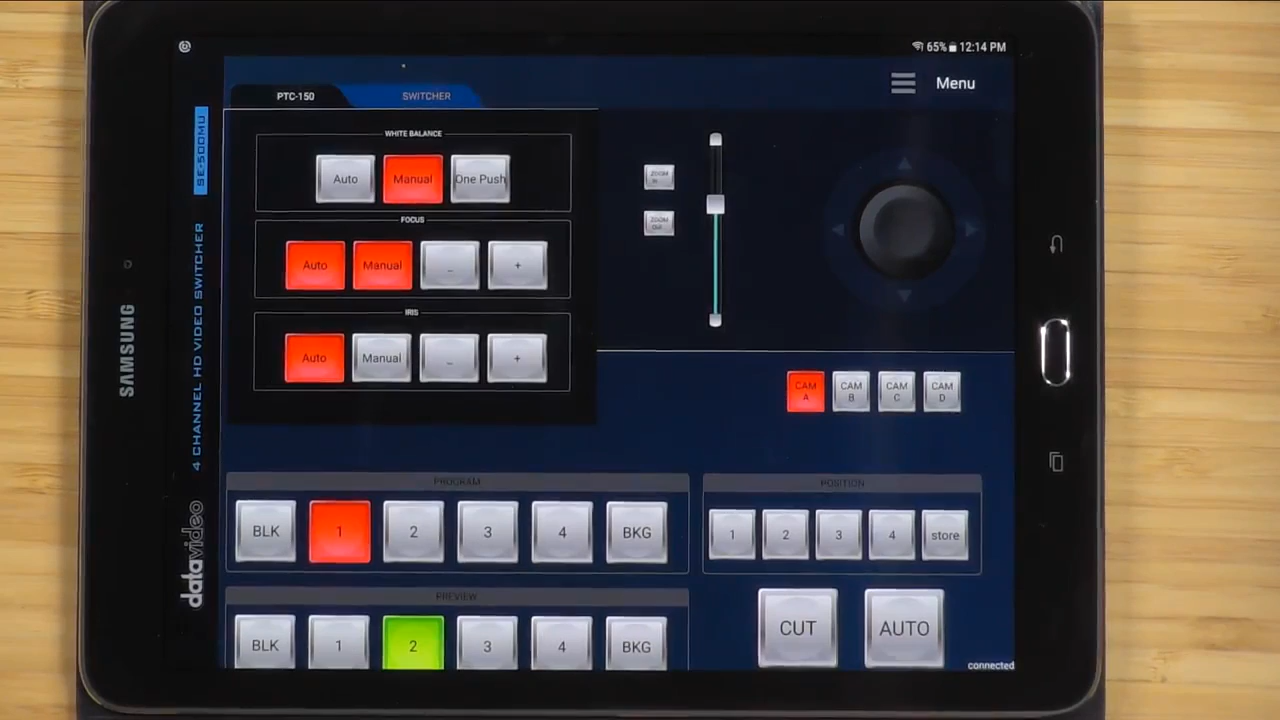 65% 12:14 PM
PTC-150
SWITCHER
Menu
WHITE BALANCE
Auto
Manual
One Push
FOCUS
Auto
Manual
-
+
IRIS
Auto
Manual
-
+
ZOOM
IN
ZOOM
OUT
CAM
A
CAM
B
CAM
C
CAM
D
PROGRAM
BLK
1
2
3
4
BKG
POSITION
1
2
3
4
store
PREVIEW
BLK
1
2
3
4
BKG
CUT
AUTO
connected
SAMSUNG
datavideo
4 CHANNEL HD VIDEO SWITCHER
SE-500MU